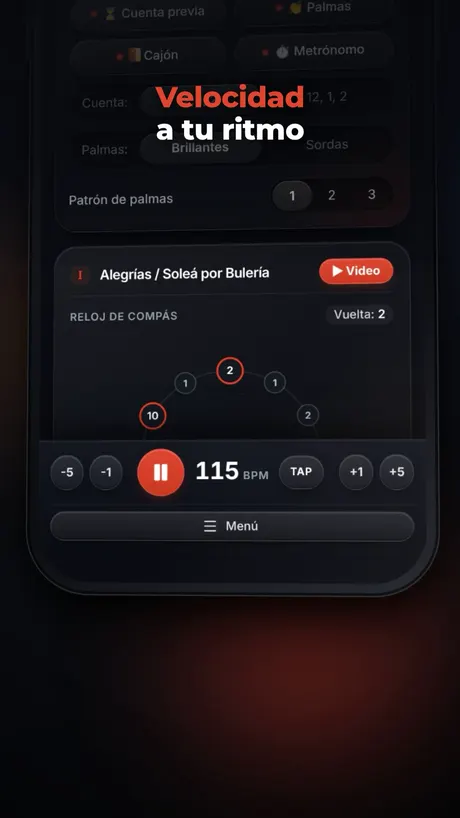 Cuenta previa
Palmas
Cajón
Metrónomo
Velocidad
a tu ritmo
Cuenta:
12, 1, 2
Palmas:
Brillantes
Sordas
Patrón de palmas
1
2
3
I
Alegrías / Soleá por Bulería
Video
RELOJ DE COMPÁS
Vuelta: 2
2
1
1
10
2
-5
-1
115 BPM
TAP
+1
+5
Menú